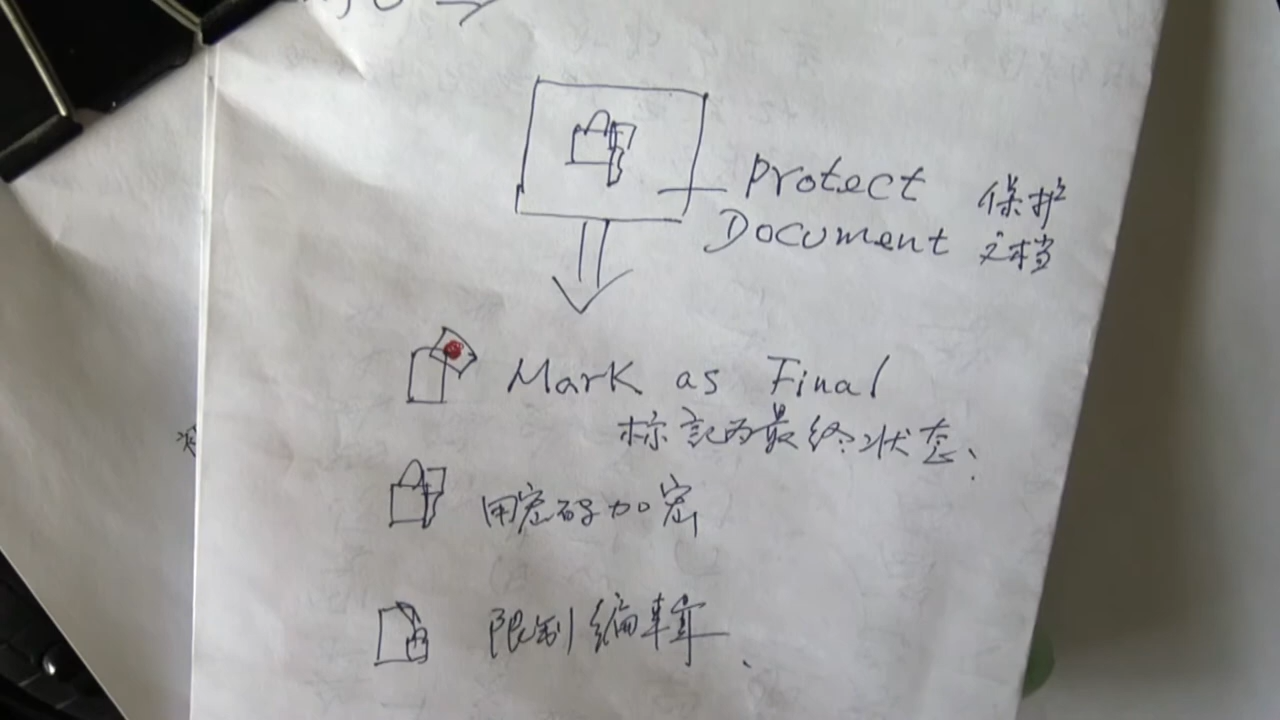 Protect 保护
Document 文档
Mark as Final
标记为最终状态、
用密码加密
限制编辑、